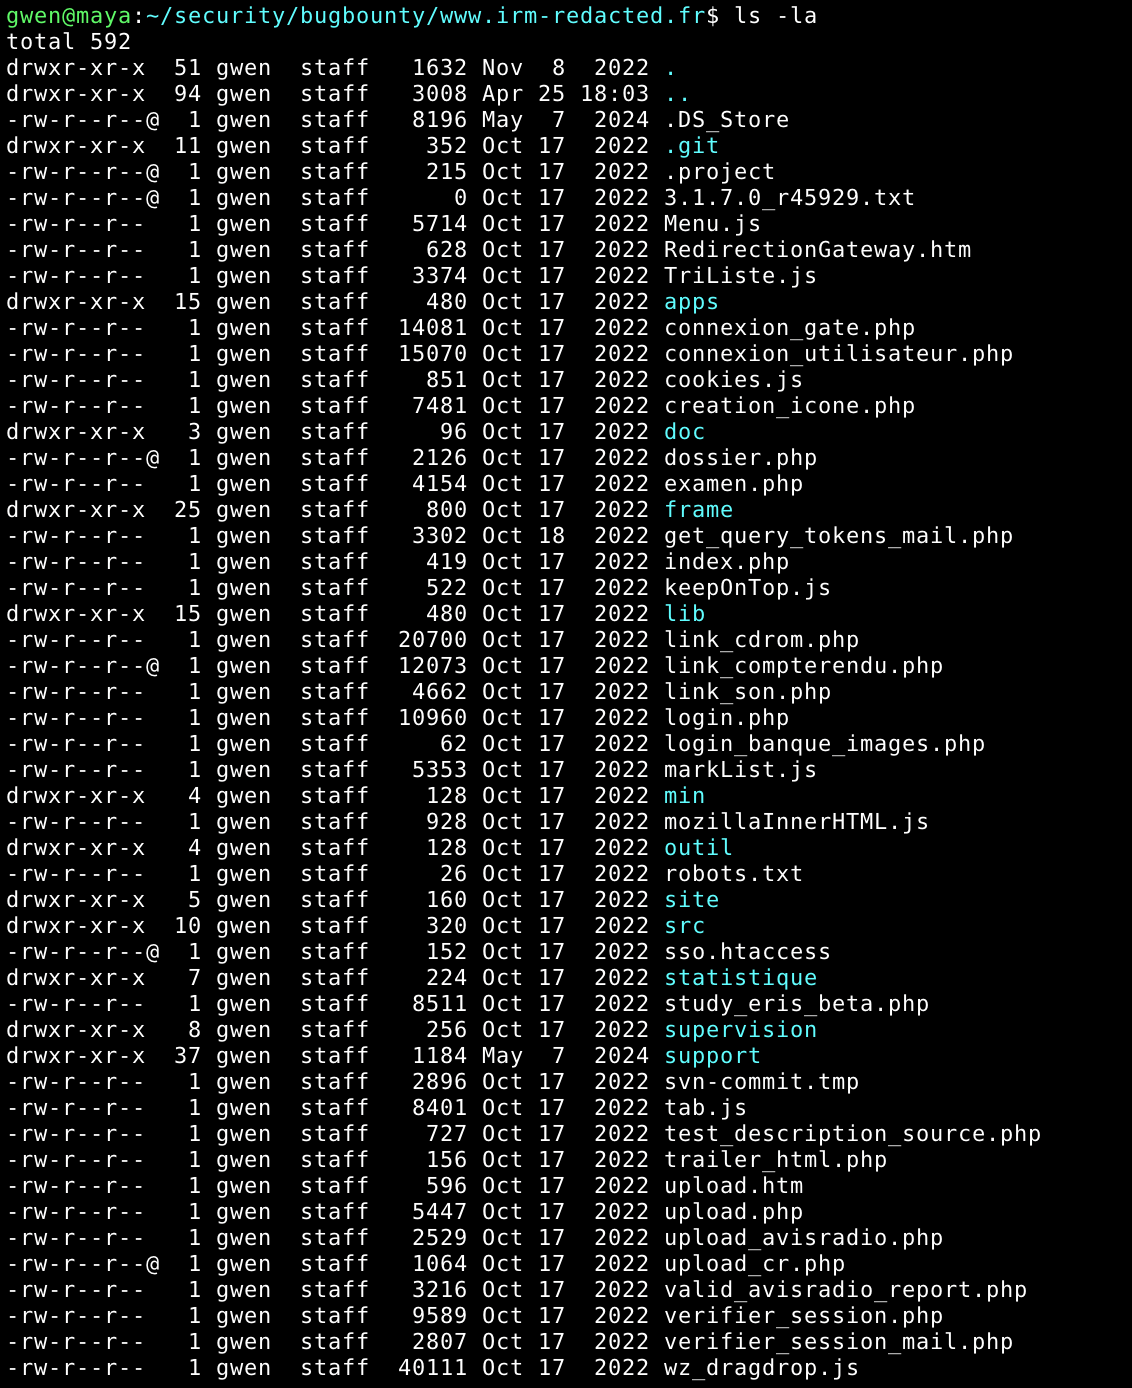 gwen@maya:~/security/bugbounty/www.irm-redacted.fr$ ls -la
total 592
drwxr-xr-x  51 gwen  staff   1632 Nov  8  2022 .
drwxr-xr-x  94 gwen  staff   3008 Apr 25 18:03 ..
-rw-r--r--@  1 gwen  staff   8196 May  7  2024 .DS_Store
drwxr-xr-x  11 gwen  staff    352 Oct 17  2022 .git
-rw-r--r--@  1 gwen  staff    215 Oct 17  2022 .project
-rw-r--r--@  1 gwen  staff      0 Oct 17  2022 3.1.7.0_r45929.txt
-rw-r--r--   1 gwen  staff   5714 Oct 17  2022 Menu.js
-rw-r--r--   1 gwen  staff    628 Oct 17  2022 RedirectionGateway.htm
-rw-r--r--   1 gwen  staff   3374 Oct 17  2022 TriListe.js
drwxr-xr-x  15 gwen  staff    480 Oct 17  2022 apps
-rw-r--r--   1 gwen  staff  14081 Oct 17  2022 connexion_gate.php
-rw-r--r--   1 gwen  staff  15070 Oct 17  2022 connexion_utilisateur.php
-rw-r--r--   1 gwen  staff    851 Oct 17  2022 cookies.js
-rw-r--r--   1 gwen  staff   7481 Oct 17  2022 creation_icone.php
drwxr-xr-x   3 gwen  staff     96 Oct 17  2022 doc
-rw-r--r--@  1 gwen  staff   2126 Oct 17  2022 dossier.php
-rw-r--r--   1 gwen  staff   4154 Oct 17  2022 examen.php
drwxr-xr-x  25 gwen  staff    800 Oct 17  2022 frame
-rw-r--r--   1 gwen  staff   3302 Oct 18  2022 get_query_tokens_mail.php
-rw-r--r--   1 gwen  staff    419 Oct 17  2022 index.php
-rw-r--r--   1 gwen  staff    522 Oct 17  2022 keepOnTop.js
drwxr-xr-x  15 gwen  staff    480 Oct 17  2022 lib
-rw-r--r--   1 gwen  staff  20700 Oct 17  2022 link_cdrom.php
-rw-r--r--@  1 gwen  staff  12073 Oct 17  2022 link_compterendu.php
-rw-r--r--   1 gwen  staff   4662 Oct 17  2022 link_son.php
-rw-r--r--   1 gwen  staff  10960 Oct 17  2022 login.php
-rw-r--r--   1 gwen  staff     62 Oct 17  2022 login_banque_images.php
-rw-r--r--   1 gwen  staff   5353 Oct 17  2022 markList.js
drwxr-xr-x   4 gwen  staff    128 Oct 17  2022 min
-rw-r--r--   1 gwen  staff    928 Oct 17  2022 mozillaInnerHTML.js
drwxr-xr-x   4 gwen  staff    128 Oct 17  2022 outil
-rw-r--r--   1 gwen  staff     26 Oct 17  2022 robots.txt
drwxr-xr-x   5 gwen  staff    160 Oct 17  2022 site
drwxr-xr-x  10 gwen  staff    320 Oct 17  2022 src
-rw-r--r--@  1 gwen  staff    152 Oct 17  2022 sso.htaccess
drwxr-xr-x   7 gwen  staff    224 Oct 17  2022 statistique
-rw-r--r--   1 gwen  staff   8511 Oct 17  2022 study_eris_beta.php
drwxr-xr-x   8 gwen  staff    256 Oct 17  2022 supervision
drwxr-xr-x  37 gwen  staff   1184 May  7  2024 support
-rw-r--r--   1 gwen  staff   2896 Oct 17  2022 svn-commit.tmp
-rw-r--r--   1 gwen  staff   8401 Oct 17  2022 tab.js
-rw-r--r--   1 gwen  staff    727 Oct 17  2022 test_description_source.php
-rw-r--r--   1 gwen  staff    156 Oct 17  2022 trailer_html.php
-rw-r--r--   1 gwen  staff    596 Oct 17  2022 upload.htm
-rw-r--r--   1 gwen  staff   5447 Oct 17  2022 upload.php
-rw-r--r--   1 gwen  staff   2529 Oct 17  2022 upload_avisradio.php
-rw-r--r--@  1 gwen  staff   1064 Oct 17  2022 upload_cr.php
-rw-r--r--   1 gwen  staff   3216 Oct 17  2022 valid_avisradio_report.php
-rw-r--r--   1 gwen  staff   9589 Oct 17  2022 verifier_session.php
-rw-r--r--   1 gwen  staff   2807 Oct 17  2022 verifier_session_mail.php
-rw-r--r--   1 gwen  staff  40111 Oct 17  2022 wz_dragdrop.js